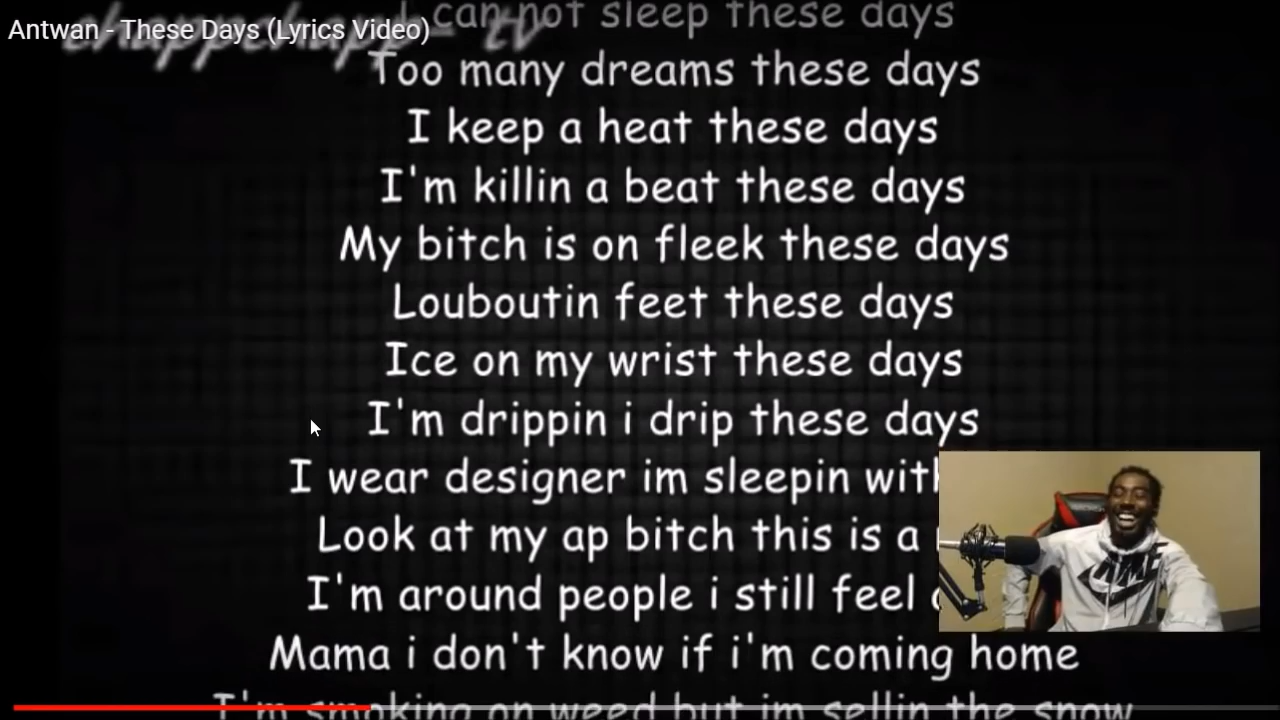 Antwan - These Days (Lyrics Video)
chappchapp- tv
I can not sleep these days
Too many dreams these days
I keep a heat these days
I'm killin a beat these days
My bitch is on fleek these days
Louboutin feet these days
Ice on my wrist these days
I'm drippin i drip these days
I wear designer im sleepin with
Look at my ap bitch this is a
I'm around people i still feel
Mama i don't know if i'm coming home
I'm smoking on weed but im sellin the snow